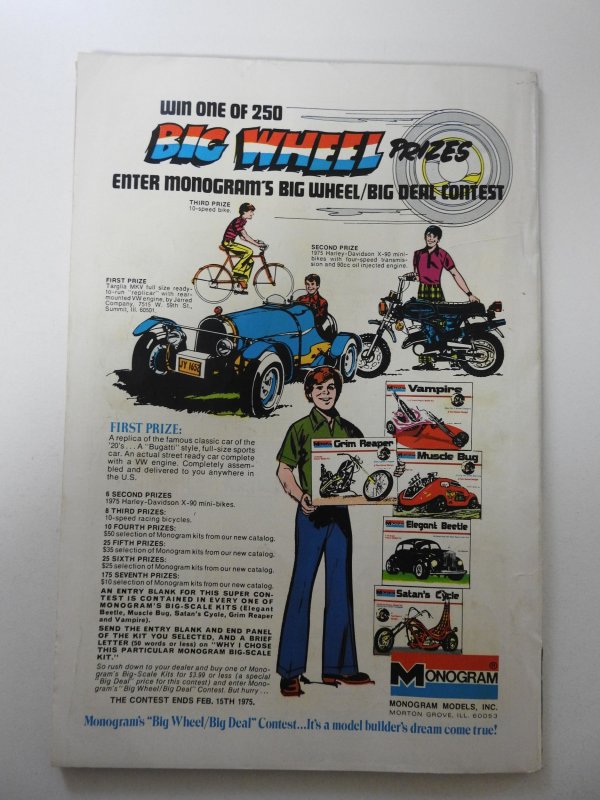 WIN ONE OF 250
BIG WHEEL PRIZES
ENTER MONOGRAM'S BIG WHEEL/BIG DEAL CONTEST
THIRD PRIZE
10-speed bike.
SECOND PRIZE
1975 Harley-Davidson X-90 mini-
bikes with four-speed transmis-
sion and 90cc oil injected engine.
FIRST PRIZE
Targlia MKV full size ready-
to-run "replicar" with rear-
mounted VW engine, by Jerred
Company, 7515 W. 59th St.,
Summit, Ill. 60501.
JY 1652
FIRST PRIZE:
A replica of the famous classic car of the
'20's . . . A "Bugatti" style, full-size sports
car. An actual street ready car complete
with a VW engine. Completely assem-
bled and delivered to you anywhere in
the U.S.
6 SECOND PRIZES
1975 Harley-Davidson X-90 mini-bikes.
8 THIRD PRIZES:
10-speed racing bicycles.
10 FOURTH PRIZES:
$50 selection of Monogram kits from our new catalog.
25 FIFTH PRIZES:
$35 selection of Monogram kits from our new catalog.
25 SIXTH PRIZES:
$25 selection of Monogram kits from our new catalog.
175 SEVENTH PRIZES:
$10 selection of Monogram kits from our new catalog.
AN ENTRY BLANK FOR THIS SUPER CON-
TEST IS CONTAINED IN EVERY ONE OF
MONOGRAM'S BIG-SCALE KITS (Elegant
Beetle, Muscle Bug, Satan's Cycle, Grim Reaper
and Vampire).
SEND THE ENTRY BLANK AND END PANEL
OF THE KIT YOU SELECTED, AND A BRIEF
LETTER (50 words or less) on "WHY I CHOSE
THIS PARTICULAR MONOGRAM BIG-SCALE
KIT."
So rush down to your dealer and buy one of Mono-
gram's Big-Scale Kits for $3.99 or less (a special
"Big Deal" price for this contest) and enter Mono-
gram's "Big Wheel/Big Deal" Contest. But hurry . . .
THE CONTEST ENDS FEB. 15TH 1975.
Vampire
Grim Reaper
Muscle Bug
Elegant Beetle
Satan's Cycle
MONOGRAM®
MONOGRAM MODELS, INC.
MORTON GROVE, ILL. 60053
Monogram's "Big Wheel/Big Deal" Contest...It's a model builder's dream come true!